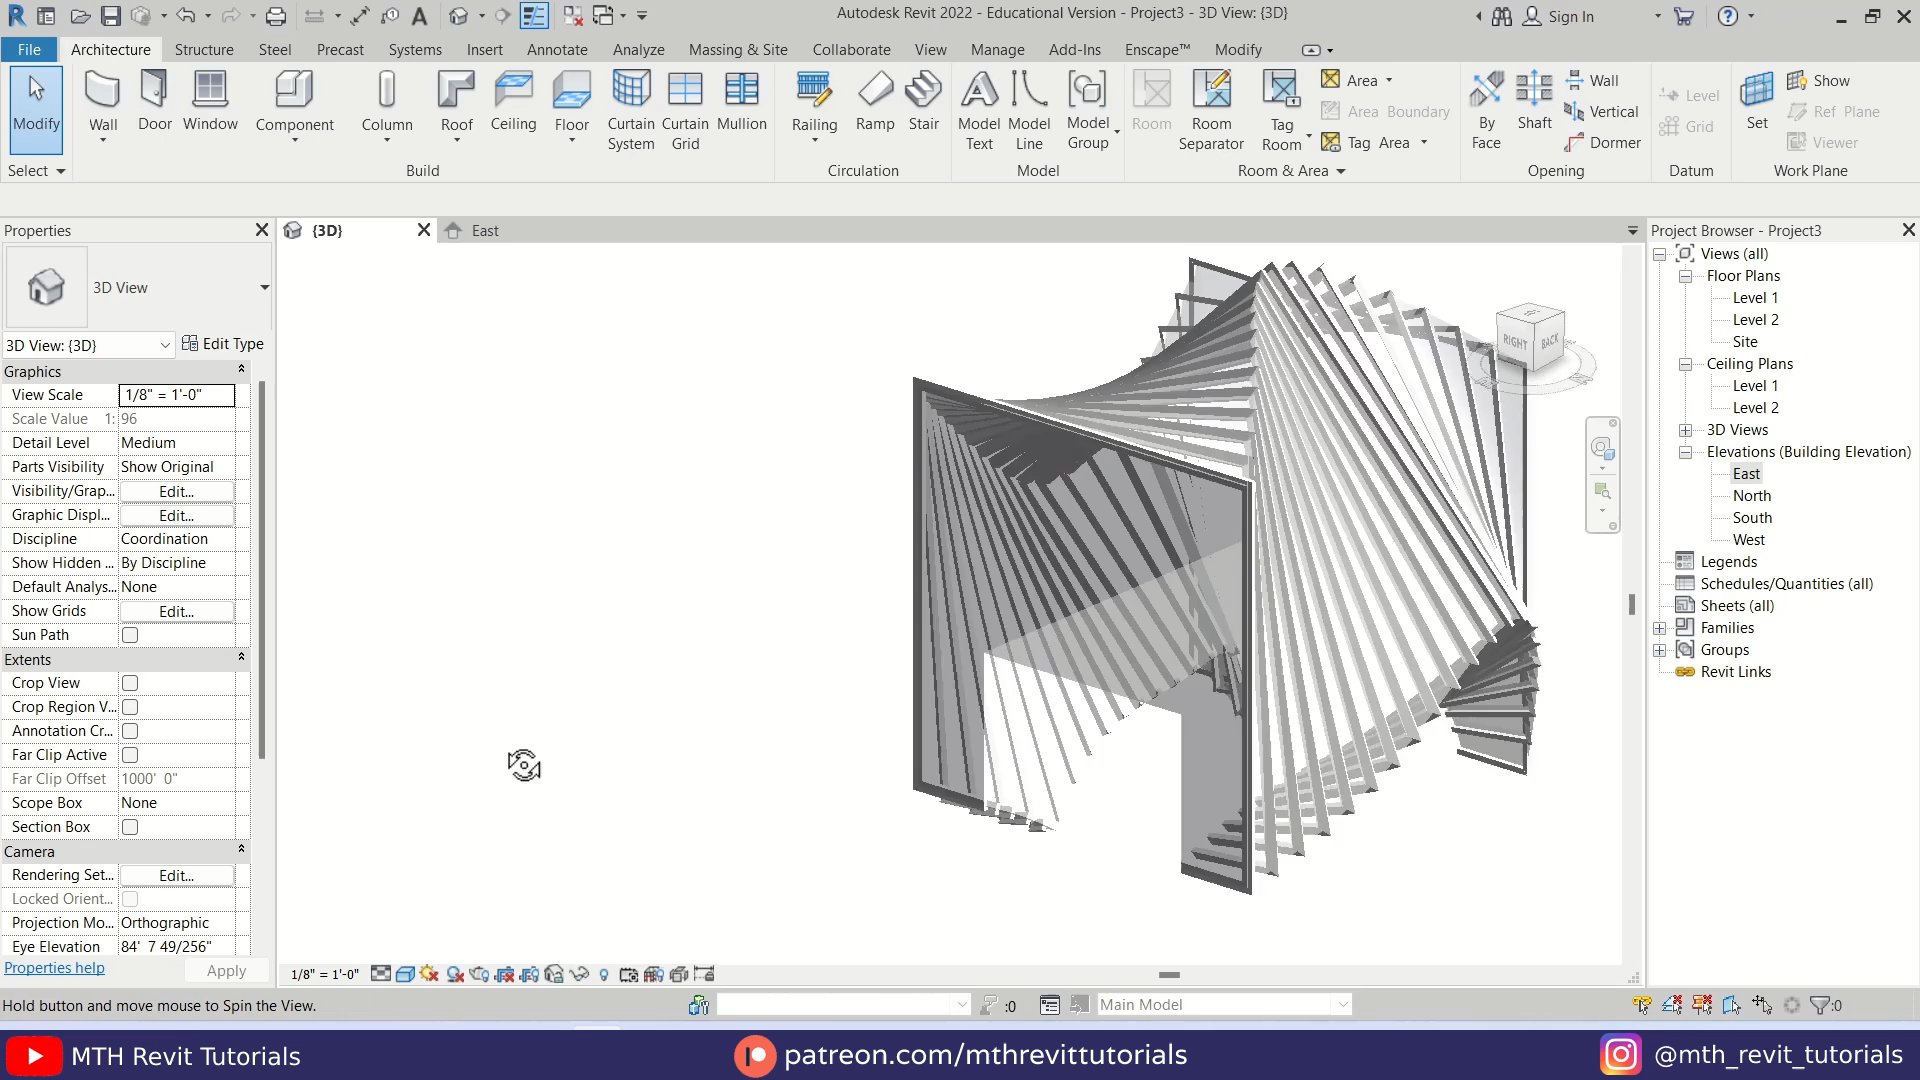 Autodesk Revit 2022 - Educational Version - Project3 - 3D View: {3D}
Sign In
File Architecture Structure Steel Precast Systems Insert Annotate Analyze Massing & Site Collaborate View Manage Add-Ins Enscape™ Modify
Modify
Wall
Door
Window
Component
Column
Roof
Ceiling
Floor
Curtain System
Curtain Grid
Mullion
Railing
Ramp
Stair
Model Text
Model Line
Model Group
Room
Room Separator
Tag Room
Area
Area Boundary
Tag Area
By Face
Shaft
Wall
Vertical
Dormer
Level
Grid
Set
Show
Ref Plane
Viewer
Select Build Circulation Model Room & Area Opening Datum Work Plane
Properties
3D View
3D View: {3D} Edit Type
Graphics
View Scale 1/8" = 1'-0"
Scale Value 1: 96
Detail Level Medium
Parts Visibility Show Original
Visibility/Grap... Edit...
Graphic Displ... Edit...
Discipline Coordination
Show Hidden ... By Discipline
Default Analys... None
Show Grids Edit...
Sun Path
Extents
Crop View
Crop Region V...
Annotation Cr...
Far Clip Active
Far Clip Offset 1000' 0"
Scope Box None
Section Box
Camera
Rendering Set... Edit...
Locked Orient...
Projection Mo... Orthographic
Eye Elevation 84' 7 49/256"
Properties help Apply
{3D} East
RIGHT BACK
1/8" = 1'-0"
Project Browser - Project3
Views (all)
Floor Plans
Level 1
Level 2
Site
Ceiling Plans
Level 1
Level 2
3D Views
Elevations (Building Elevation)
East
North
South
West
Legends
Schedules/Quantities (all)
Sheets (all)
Families
Groups
Revit Links
Hold button and move mouse to Spin the View. :0 Main Model :0
MTH Revit Tutorials patreon.com/mthrevittutorials @mth_revit_tutorials